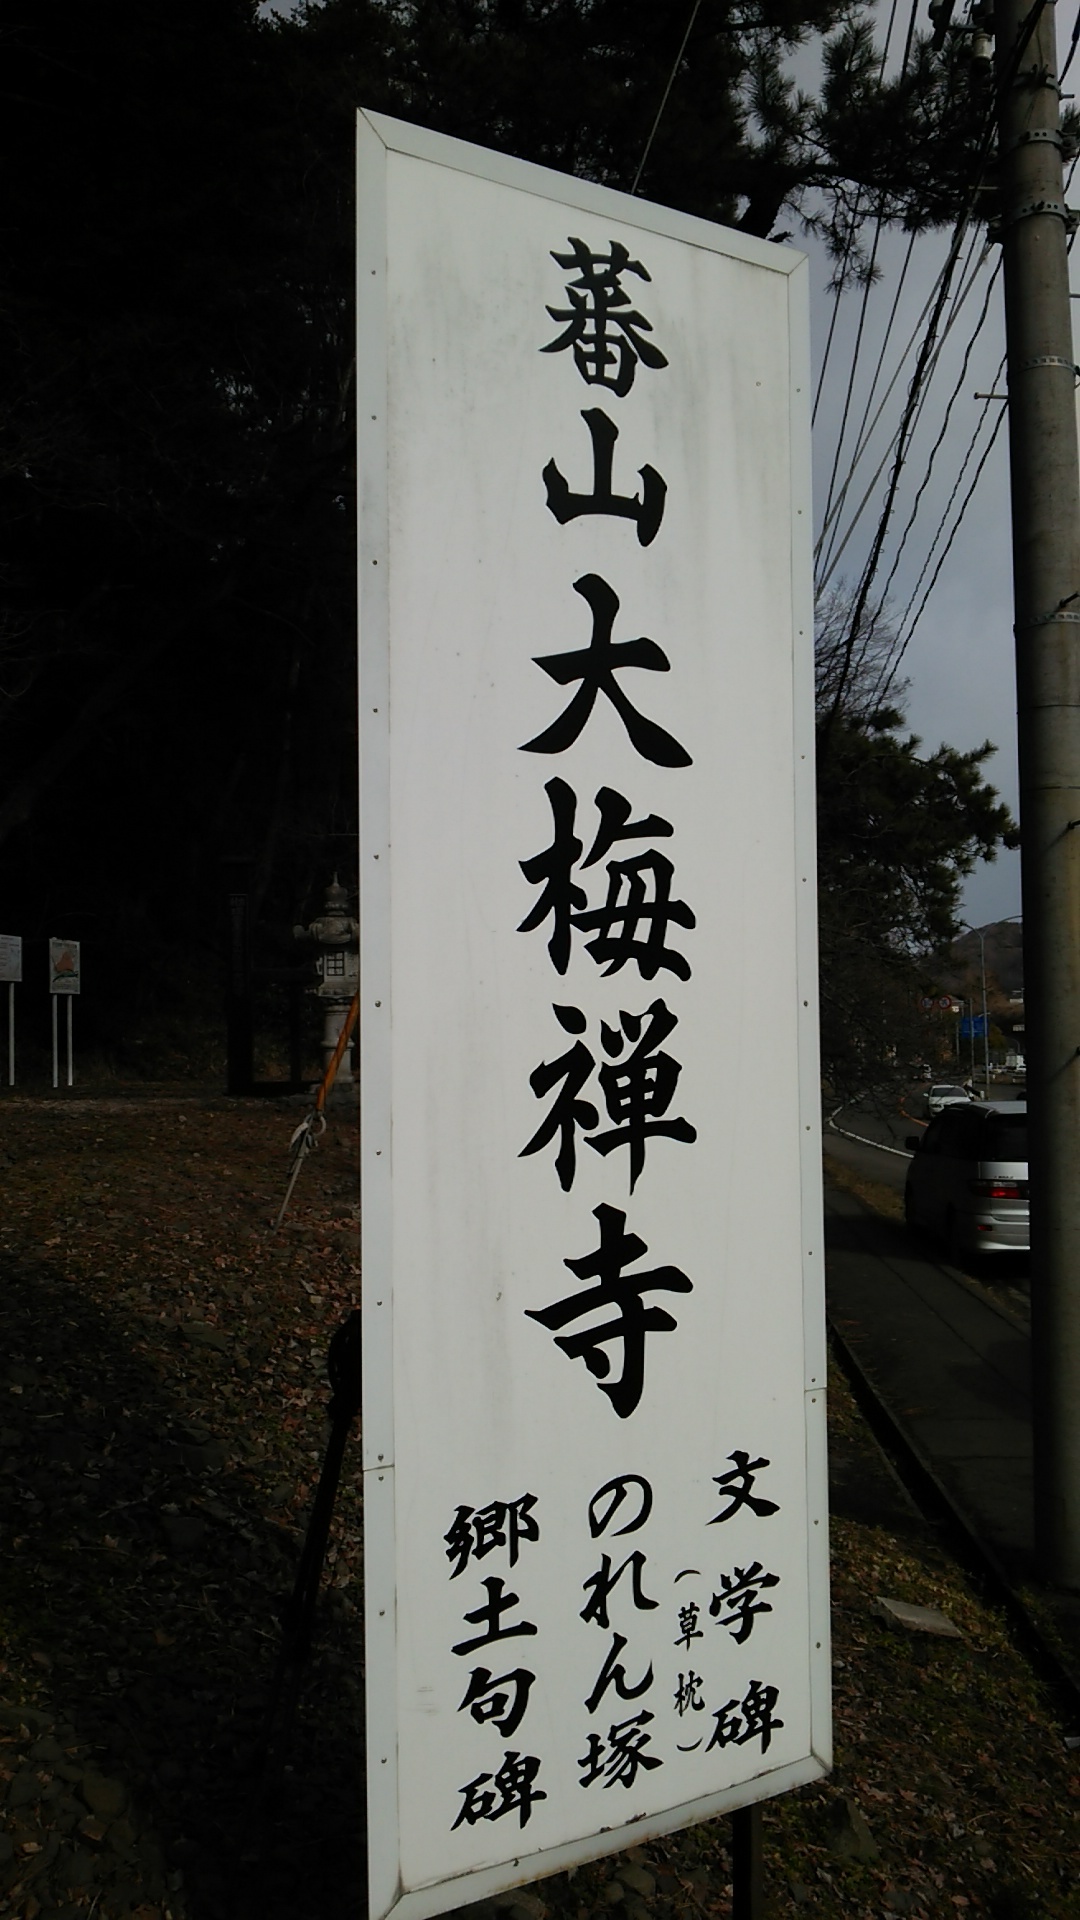 蕃山大梅禅寺
文学碑
（草枕）
のれん塚
郷土句碑